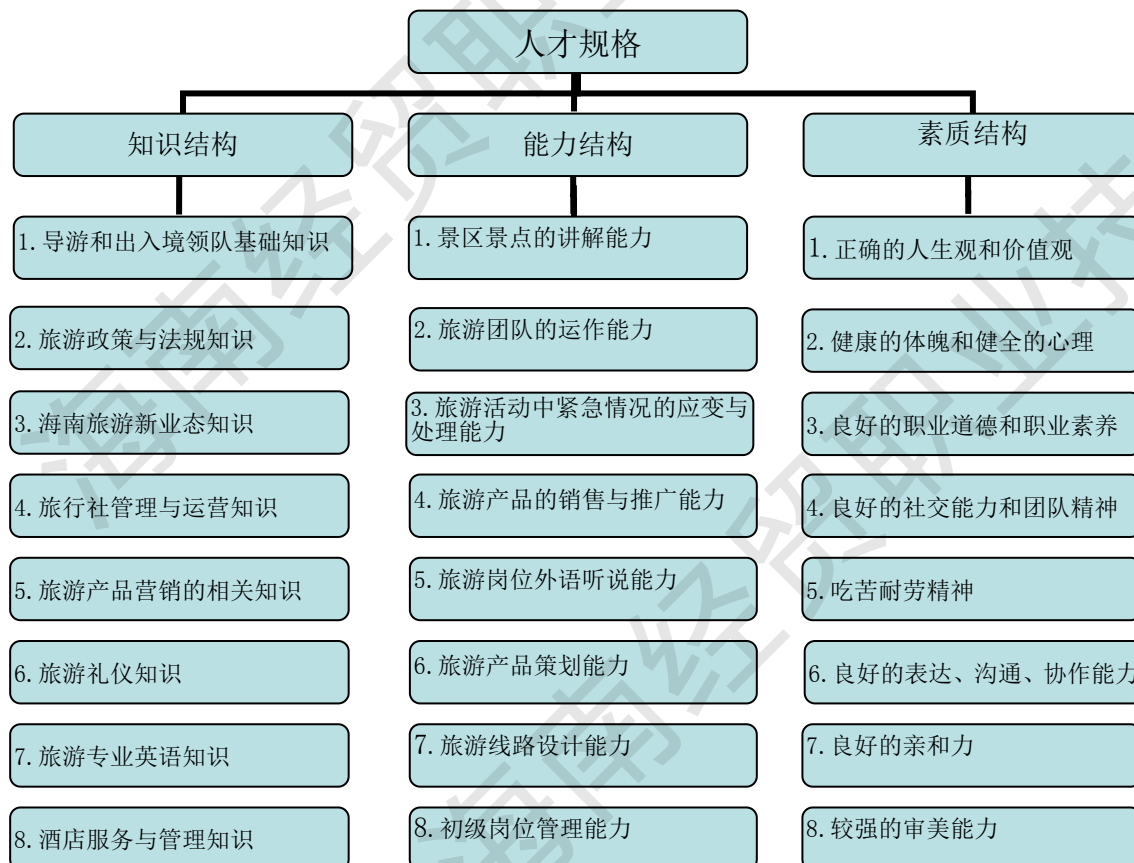 人才规格
知识结构
能力结构
素质结构
1.导游和出入境领队基础知识
2.旅游政策与法规知识
3.海南旅游新业态知识
4.旅行社管理与运营知识
5.旅游产品营销的相关知识
6.旅游礼仪知识
7.旅游专业英语知识
8.酒店服务与管理知识
1.景区景点的讲解能力
2.旅游团队的运作能力
3.旅游活动中紧急情况的应变与
处理能力
4.旅游产品的销售与推广能力
5.旅游岗位外语听说能力
6.旅游产品策划能力
7.旅游线路设计能力
8.初级岗位管理能力
1.正确的人生观和价值观
2.健康的体魄和健全的心理
3.良好的职业道德和职业素养
4.良好的社交能力和团队精神
5.吃苦耐劳精神
6.良好的表达、沟通、协作能力
7.良好的亲和力
8.较强的审美能力
海南经贸职业技
海南经贸